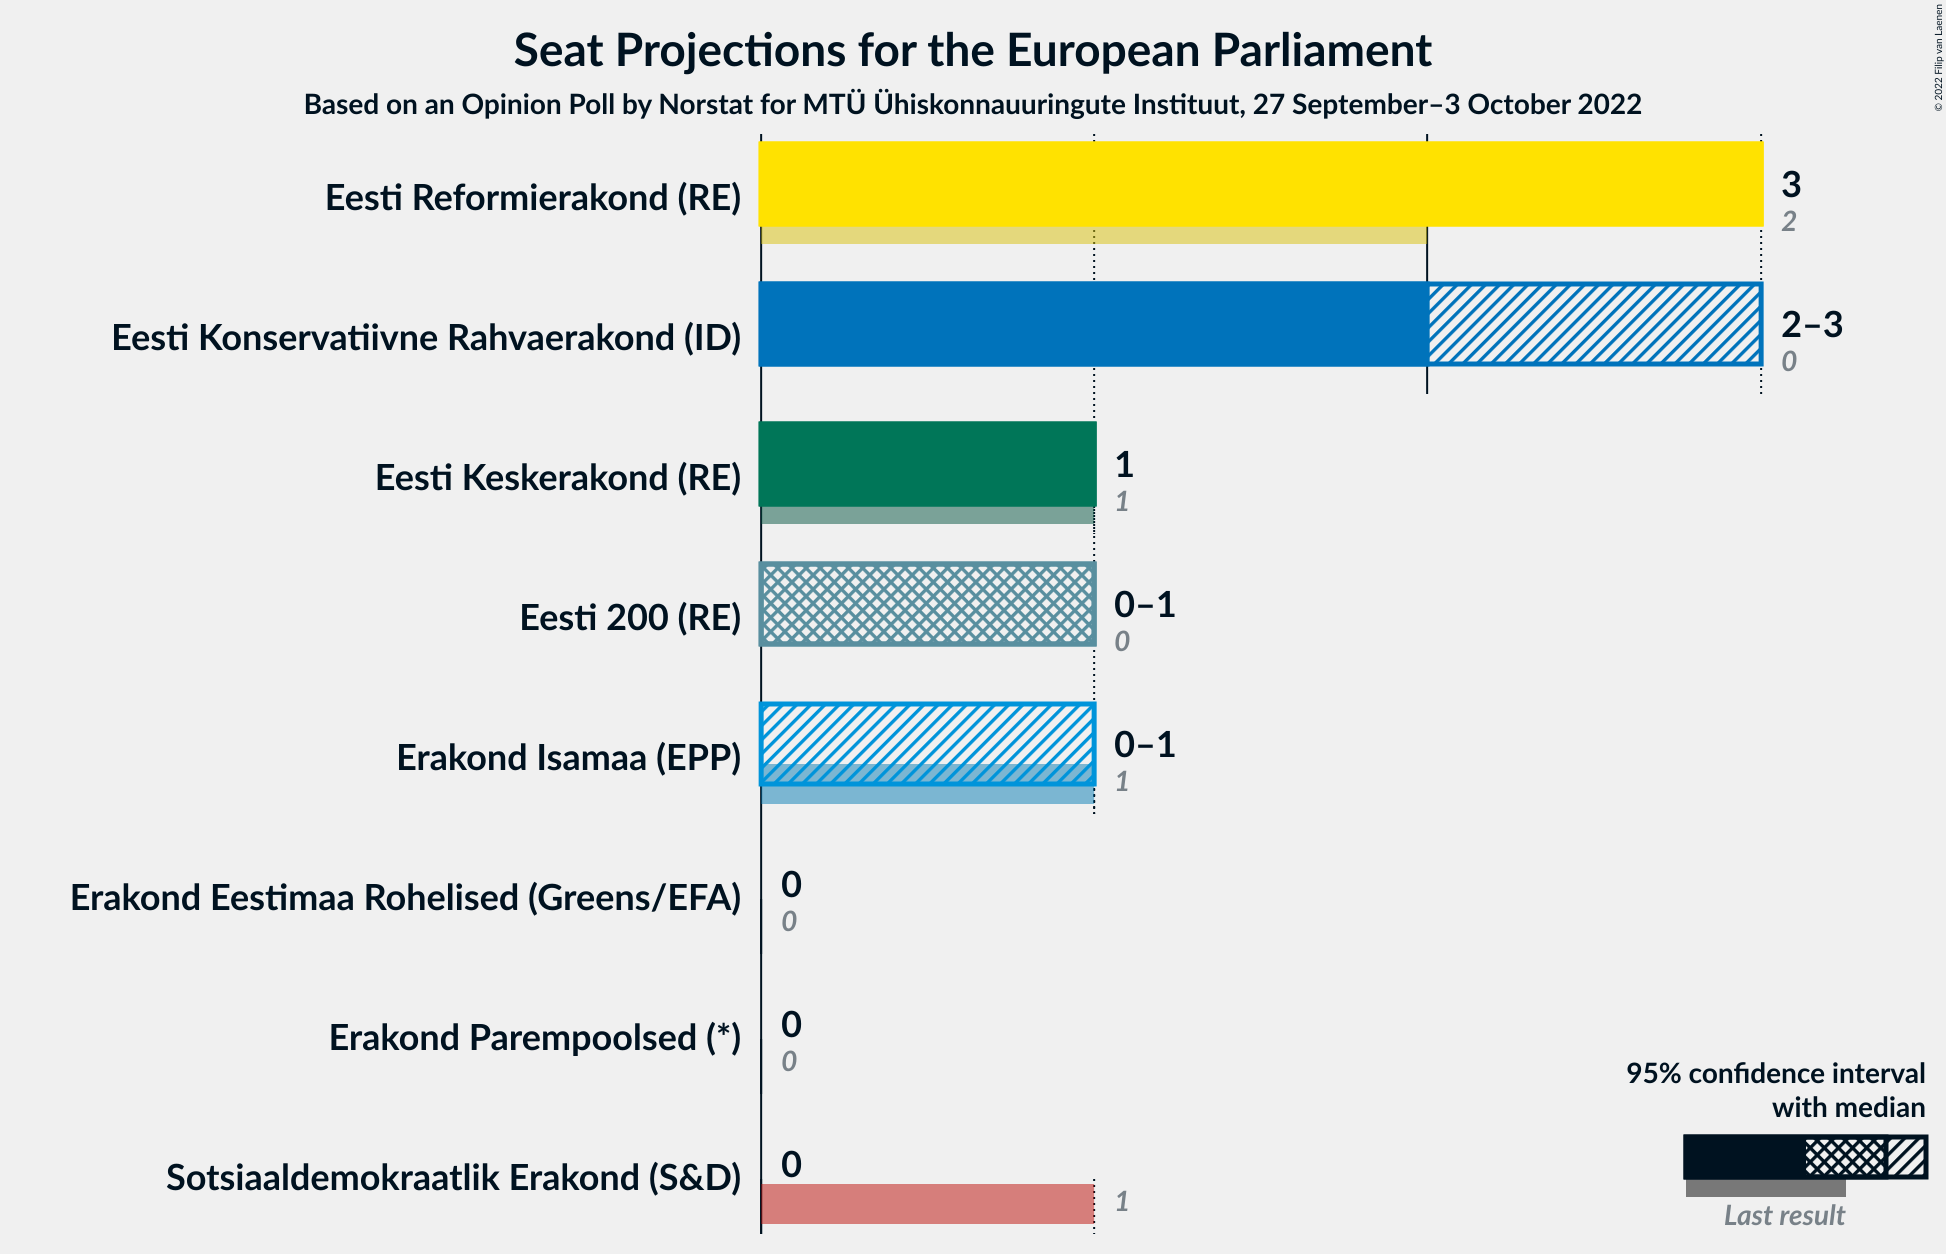 Seat Projections for the European Parliament
Based on an Opinion Poll by Norstat for MTÜ Ühiskonnauuringute Instituut, 27 September–3 October 2022
© 2022 Filip van Laenen
Eesti Reformierakond (RE)
3
2
Eesti Konservatiivne Rahvaerakond (ID)
2–3
0
Eesti Keskerakond (RE)
1
1
Eesti 200 (RE)
0–1
0
Erakond Isamaa (EPP)
0–1
1
Erakond Eestimaa Rohelised (Greens/EFA)
0
0
Erakond Parempoolsed (*)
0
0
Sotsiaaldemokraatlik Erakond (S&D)
0
1
95% confidence interval
with median
Last result